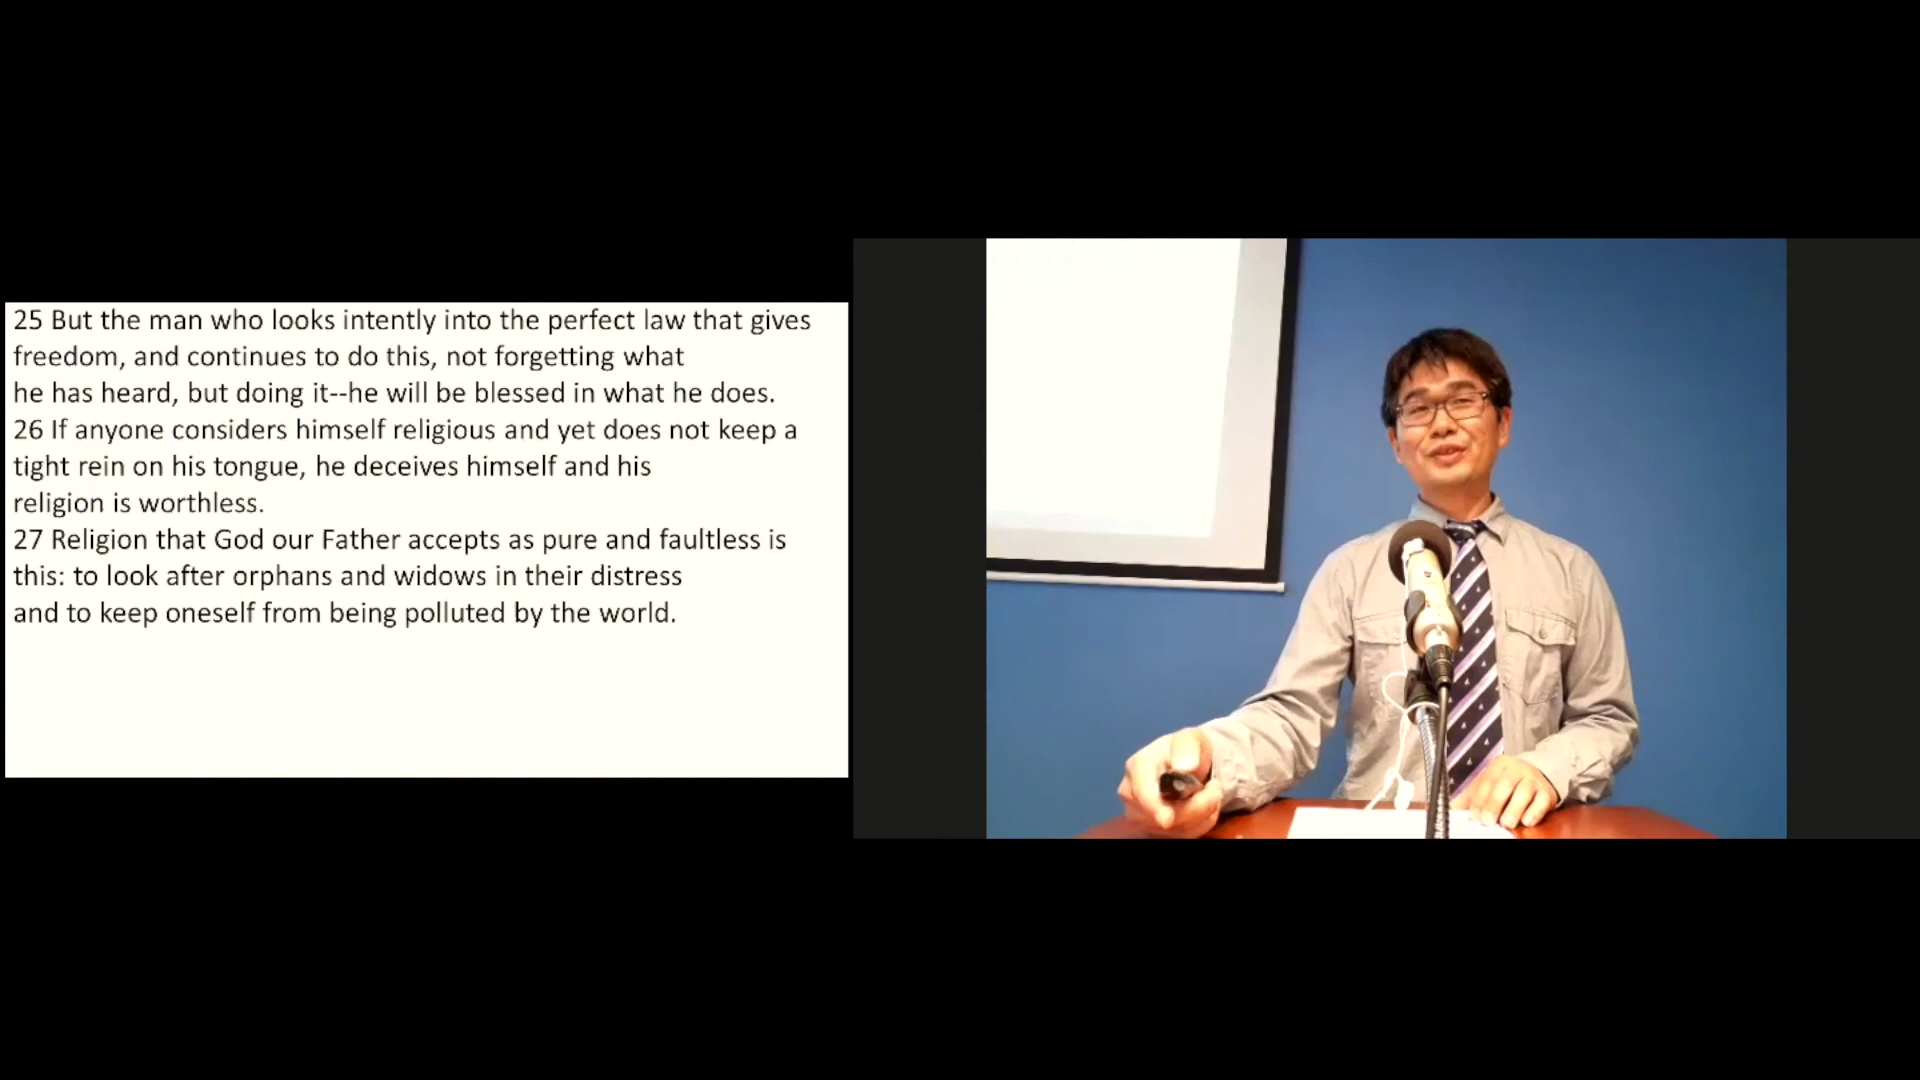 25 But the man who looks intently into the perfect law that gives
freedom, and continues to do this, not forgetting what
he has heard, but doing it--he will be blessed in what he does.
26 If anyone considers himself religious and yet does not keep a
tight rein on his tongue, he deceives himself and his
religion is worthless.
27 Religion that God our Father accepts as pure and faultless is
this: to look after orphans and widows in their distress
and to keep oneself from being polluted by the world.